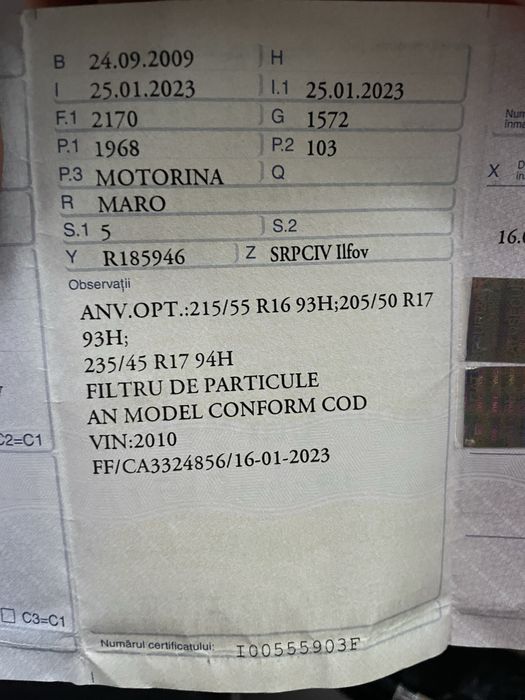 B 24.09.2009 H
I 25.01.2023 I.1 25.01.2023
F.1 2170 G 1572
P.1 1968 P.2 103
P.3 MOTORINA Q
R MARO
S.1 5 S.2
Y R185946 Z SRPCIV Ilfov
Observații
ANV.OPT.:215/55 R16 93H;205/50 R17
93H;
235/45 R17 94H
FILTRU DE PARTICULE
AN MODEL CONFORM COD
VIN:2010
FF/CA3324856/16-01-2023
Numărul certificatului: I00555903F
C2=C1
C3=C1
X